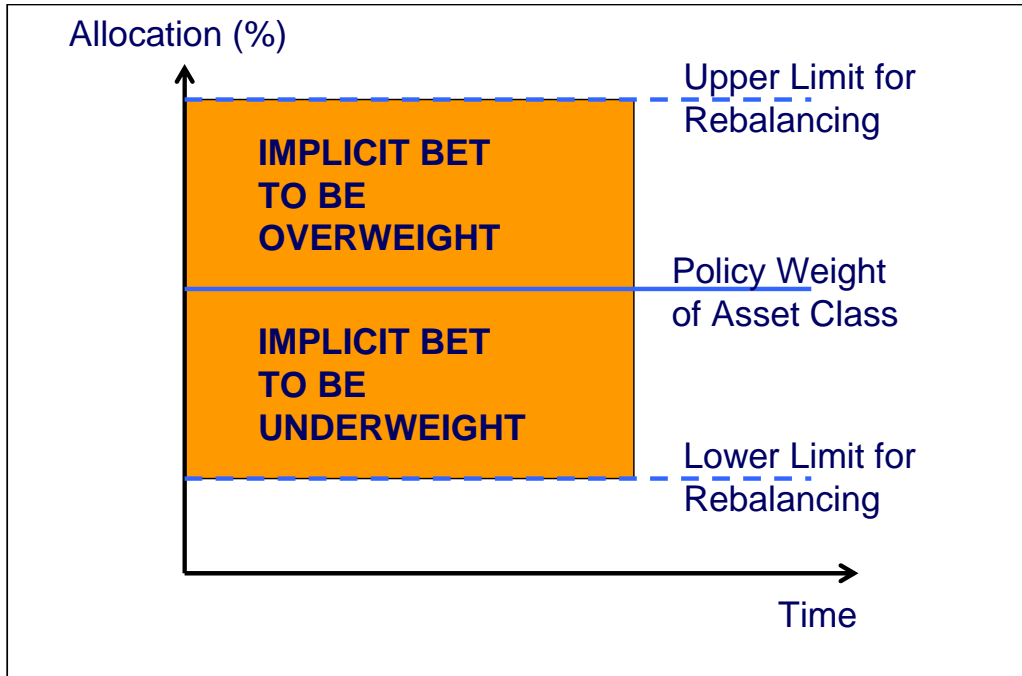 Allocation (%)
Upper Limit for
Rebalancing
IMPLICIT BET
TO BE
OVERWEIGHT
Policy Weight
of Asset Class
IMPLICIT BET
TO BE
UNDERWEIGHT
Lower Limit for
Rebalancing
Time